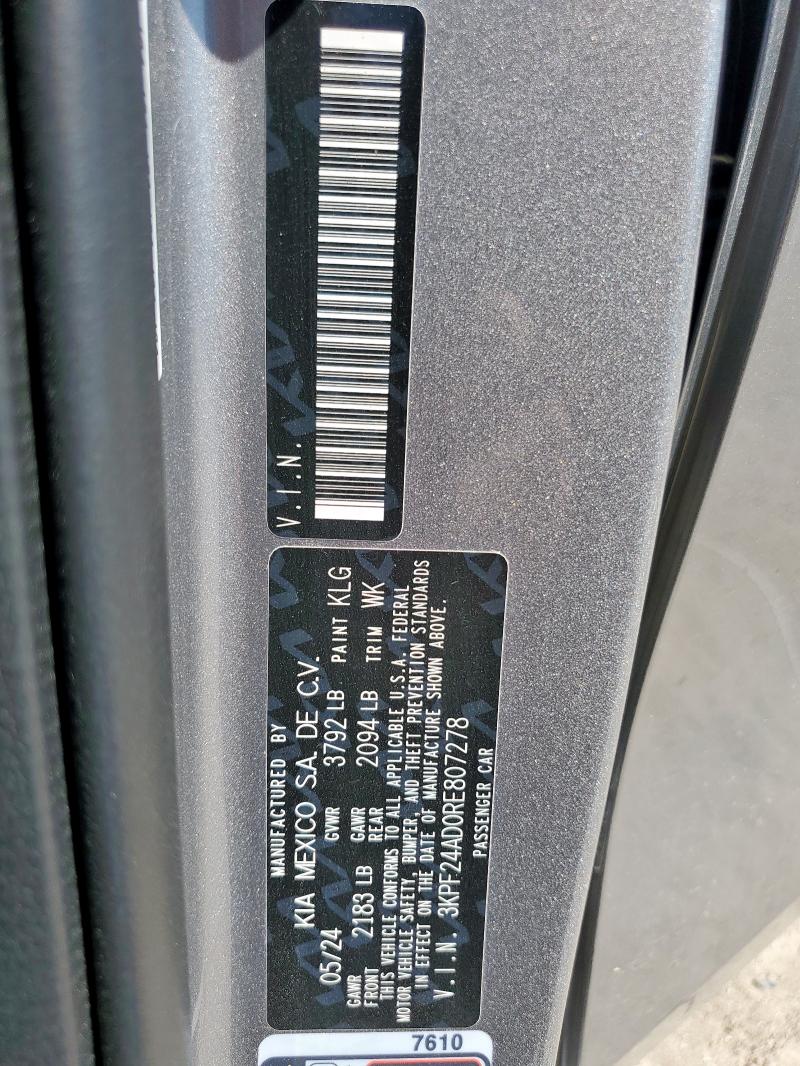 V.I.N.
MANUFACTURED BY
KIA MEXICO S.A. DE C.V.
05/24 GVWR 3792 LB PAINT KLG
GAWR FRONT 2183 LB GAWR REAR 2094 LB TRIM WK
THIS VEHICLE CONFORMS TO ALL APPLICABLE U.S.A. FEDERAL
MOTOR VEHICLE SAFETY, BUMPER, AND THEFT PREVENTION STANDARDS
IN EFFECT ON THE DATE OF MANUFACTURE SHOWN ABOVE.
V.I.N. 3KPF24AD0RE807278
PASSENGER CAR
7610